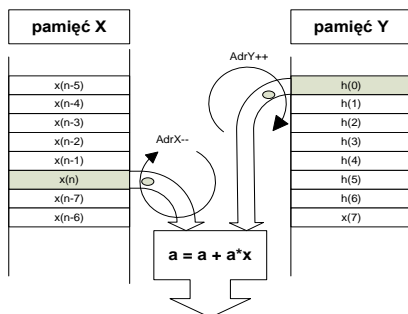 pamięć X
pamięć Y
AdrY++
x(n-5)
x(n-4)
x(n-3)
x(n-2)
x(n-1)
x(n)
x(n-7)
x(n-6)
AdrX--
h(0)
h(1)
h(2)
h(3)
h(4)
h(5)
h(6)
x(7)
a = a + a*x